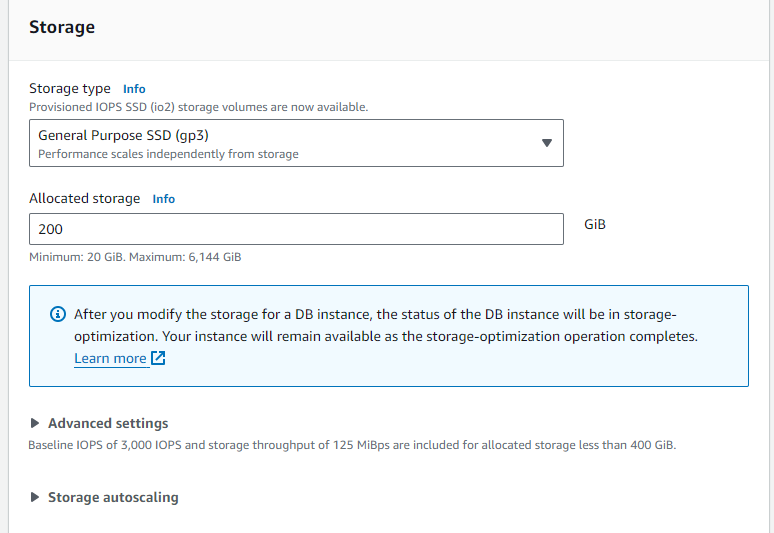 Storage
Storage type Info
Provisioned IOPS SSD (io2) storage volumes are now available.
General Purpose SSD (gp3)
Performance scales independently from storage
Allocated storage Info
200
GiB
Minimum: 20 GiB. Maximum: 6,144 GiB
After you modify the storage for a DB instance, the status of the DB instance will be in storage-
optimization. Your instance will remain available as the storage-optimization operation completes.
Learn more
Advanced settings
Baseline IOPS of 3,000 IOPS and storage throughput of 125 MiBps are included for allocated storage less than 400 GiB.
Storage autoscaling